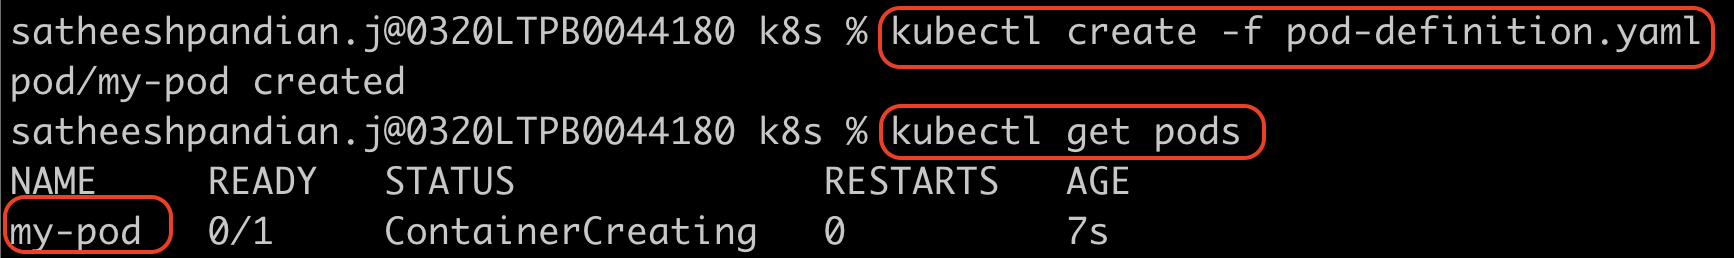 satheeshpandian.j@0320LTPB0044180 k8s % kubectl create -f pod-definition.yaml
pod/my-pod created
satheeshpandian.j@0320LTPB0044180 k8s % kubectl get pods
NAME READY STATUS RESTARTS AGE
my-pod 0/1 ContainerCreating 0 7s